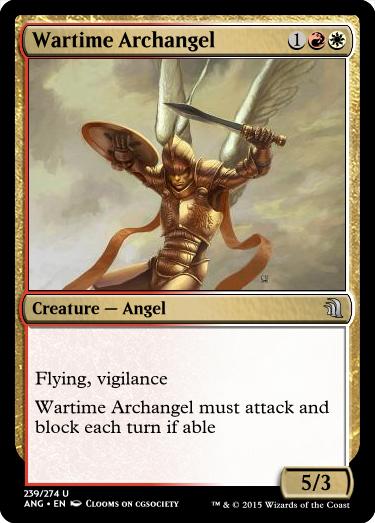 Wartime Archangel 1
Creature — Angel
Flying, vigilance
Wartime Archangel must attack and
block each turn if able
5/3
239/274 U
ANG • EN Clooms on CGSociety ™ & © 2015 Wizards of the Coast